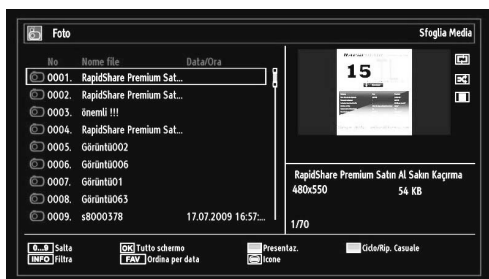 Foto
Sfoglia Media
No Nome file Data/Ora
0001. RapidShare Premium Sat...
0002. RapidShare Premium Sat...
0003. önemli !!!
0004. RapidShare Premium Sat...
0005. Görüntü002
0006. Görüntü006
0007. Görüntü01
0008. Görüntü063
0009. s8000378 17.07.2009 16:57:...
15
RapidShare Premium Satın Al Sakın Kaçırma
480x550 54 KB
1/70
0...9 Salta OK Tutto schermo Presentaz. Ciclo/Rip. Casuale
INFO Filtra FAV Ordina per data Icone